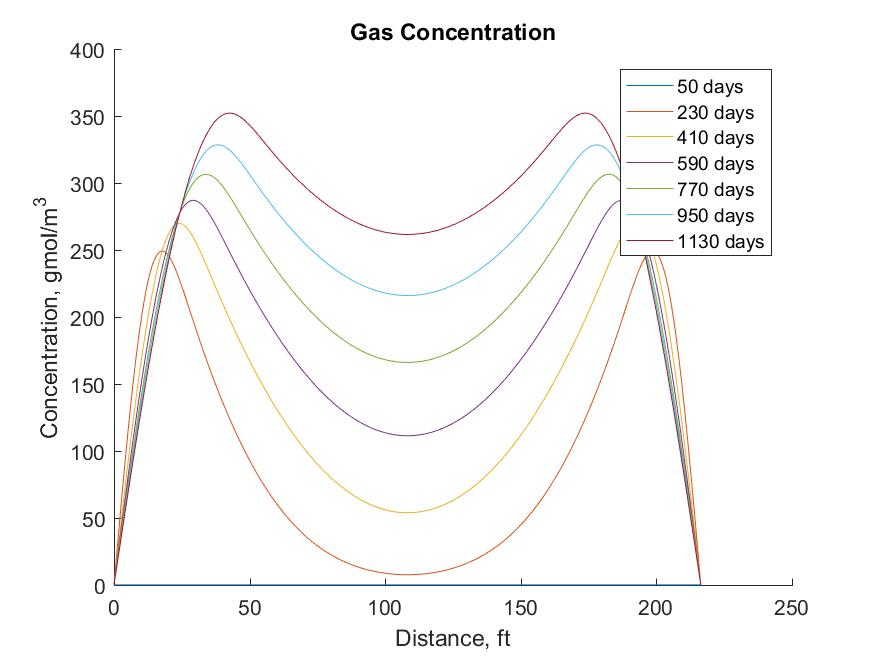 Gas Concentration
400
350
300
250
200
150
100
50
0
Concentration, gmol/m³
50 days
230 days
410 days
590 days
770 days
950 days
1130 days
0 50 100 150 200 250
Distance, ft